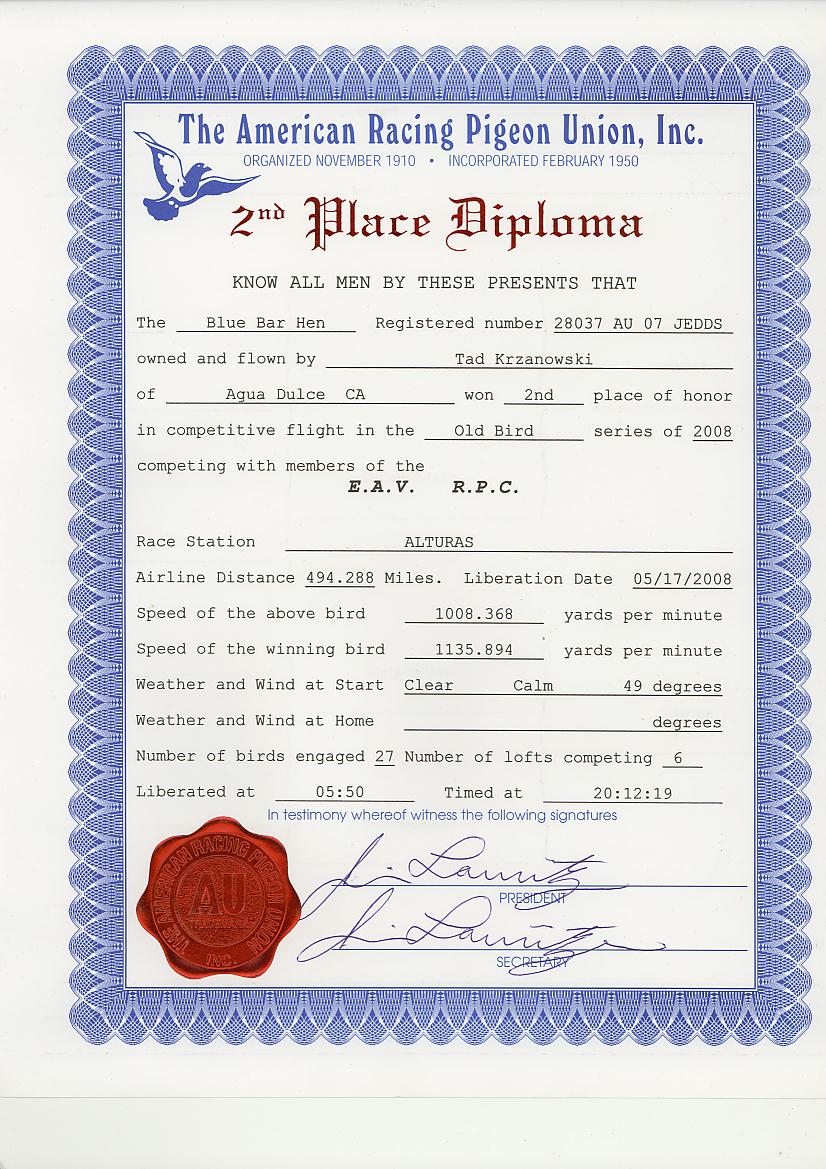 The American Racing Pigeon Union, Inc.
ORGANIZED NOVEMBER 1910 • INCORPORATED FEBRUARY 1950
2nd Place Diploma
KNOW ALL MEN BY THESE PRESENTS THAT
The Blue Bar Hen Registered number 28037 AU 07 JEDDS
owned and flown by Tad Krzanowski
of Agua Dulce CA won 2nd place of honor
in competitive flight in the Old Bird series of 2008
competing with members of the
E.A.V. R.P.C.
Race Station ALTURAS
Airline Distance 494.288 Miles. Liberation Date 05/17/2008
Speed of the above bird 1008.368 yards per minute
Speed of the winning bird 1135.894 yards per minute
Weather and Wind at Start Clear Calm 49 degrees
Weather and Wind at Home degrees
Number of birds engaged 27 Number of lofts competing 6
Liberated at 05:50 Timed at 20:12:19
In testimony whereof witness the following signatures
PRESIDENT
SECRETARY
THE AMERICAN RACING PIGEON UNION
AU
INC.